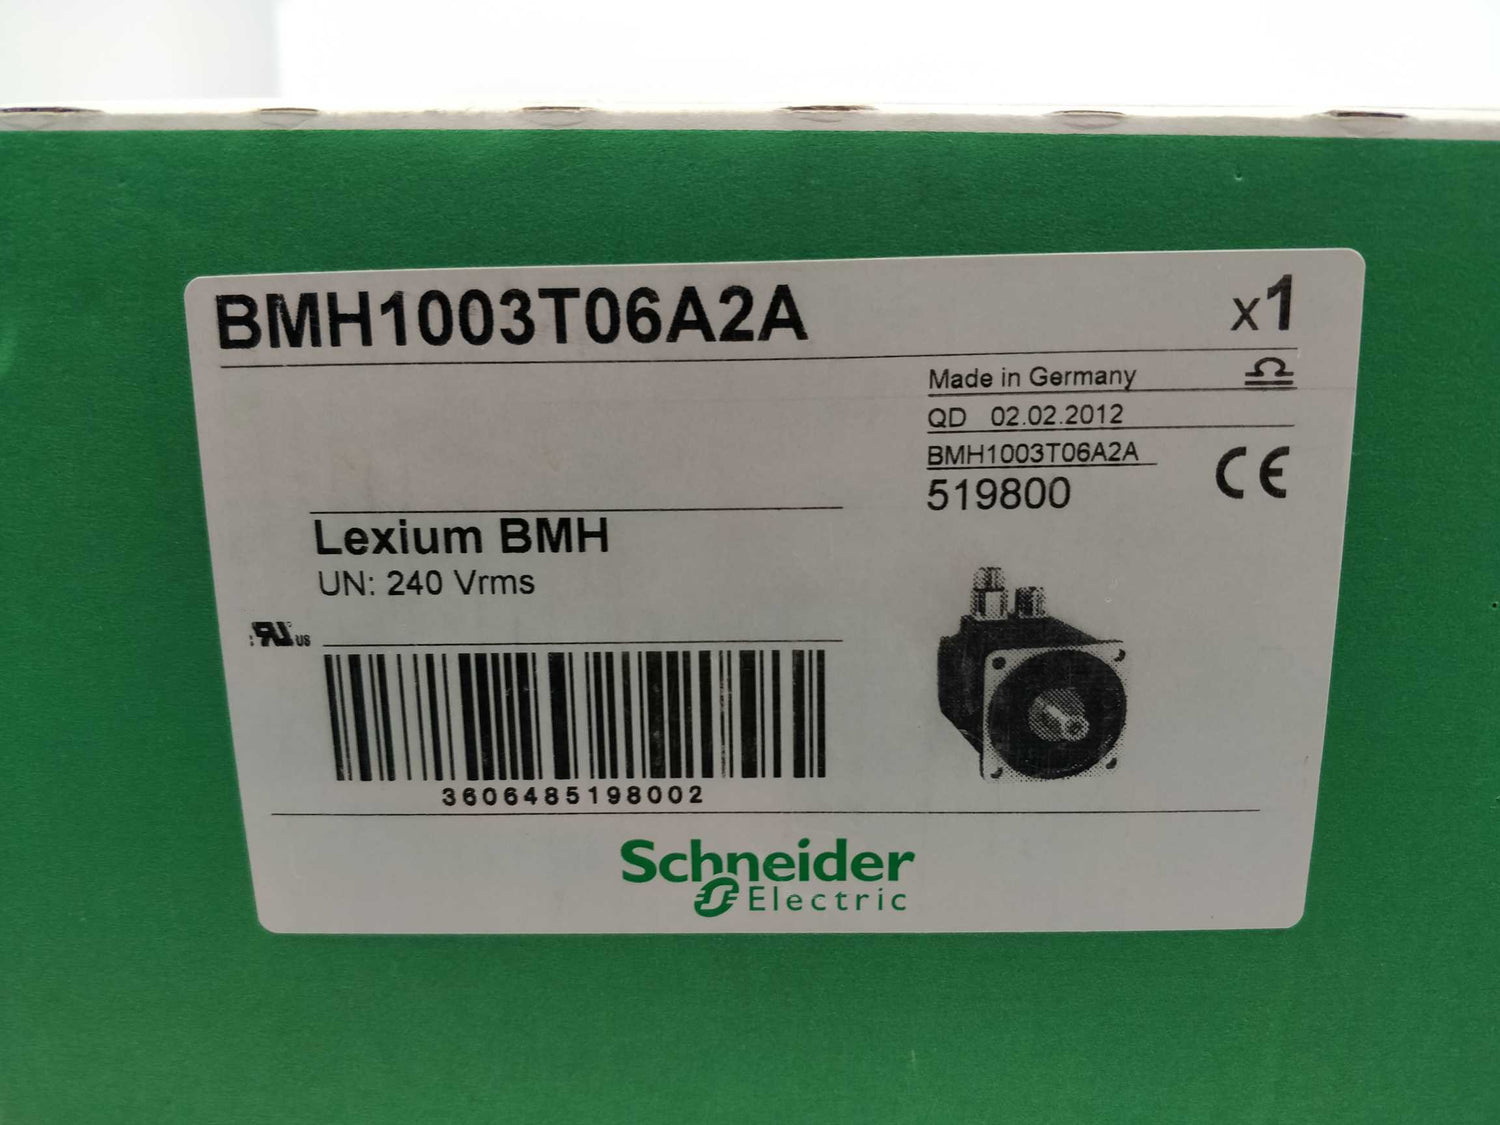 BMH1003T06A2A
x1
Made in Germany
QD 02.02.2012
BMH1003T06A2A
519800
CE
Lexium BMH
UN: 240 Vrms
US
3606485198002
Schneider
Electric